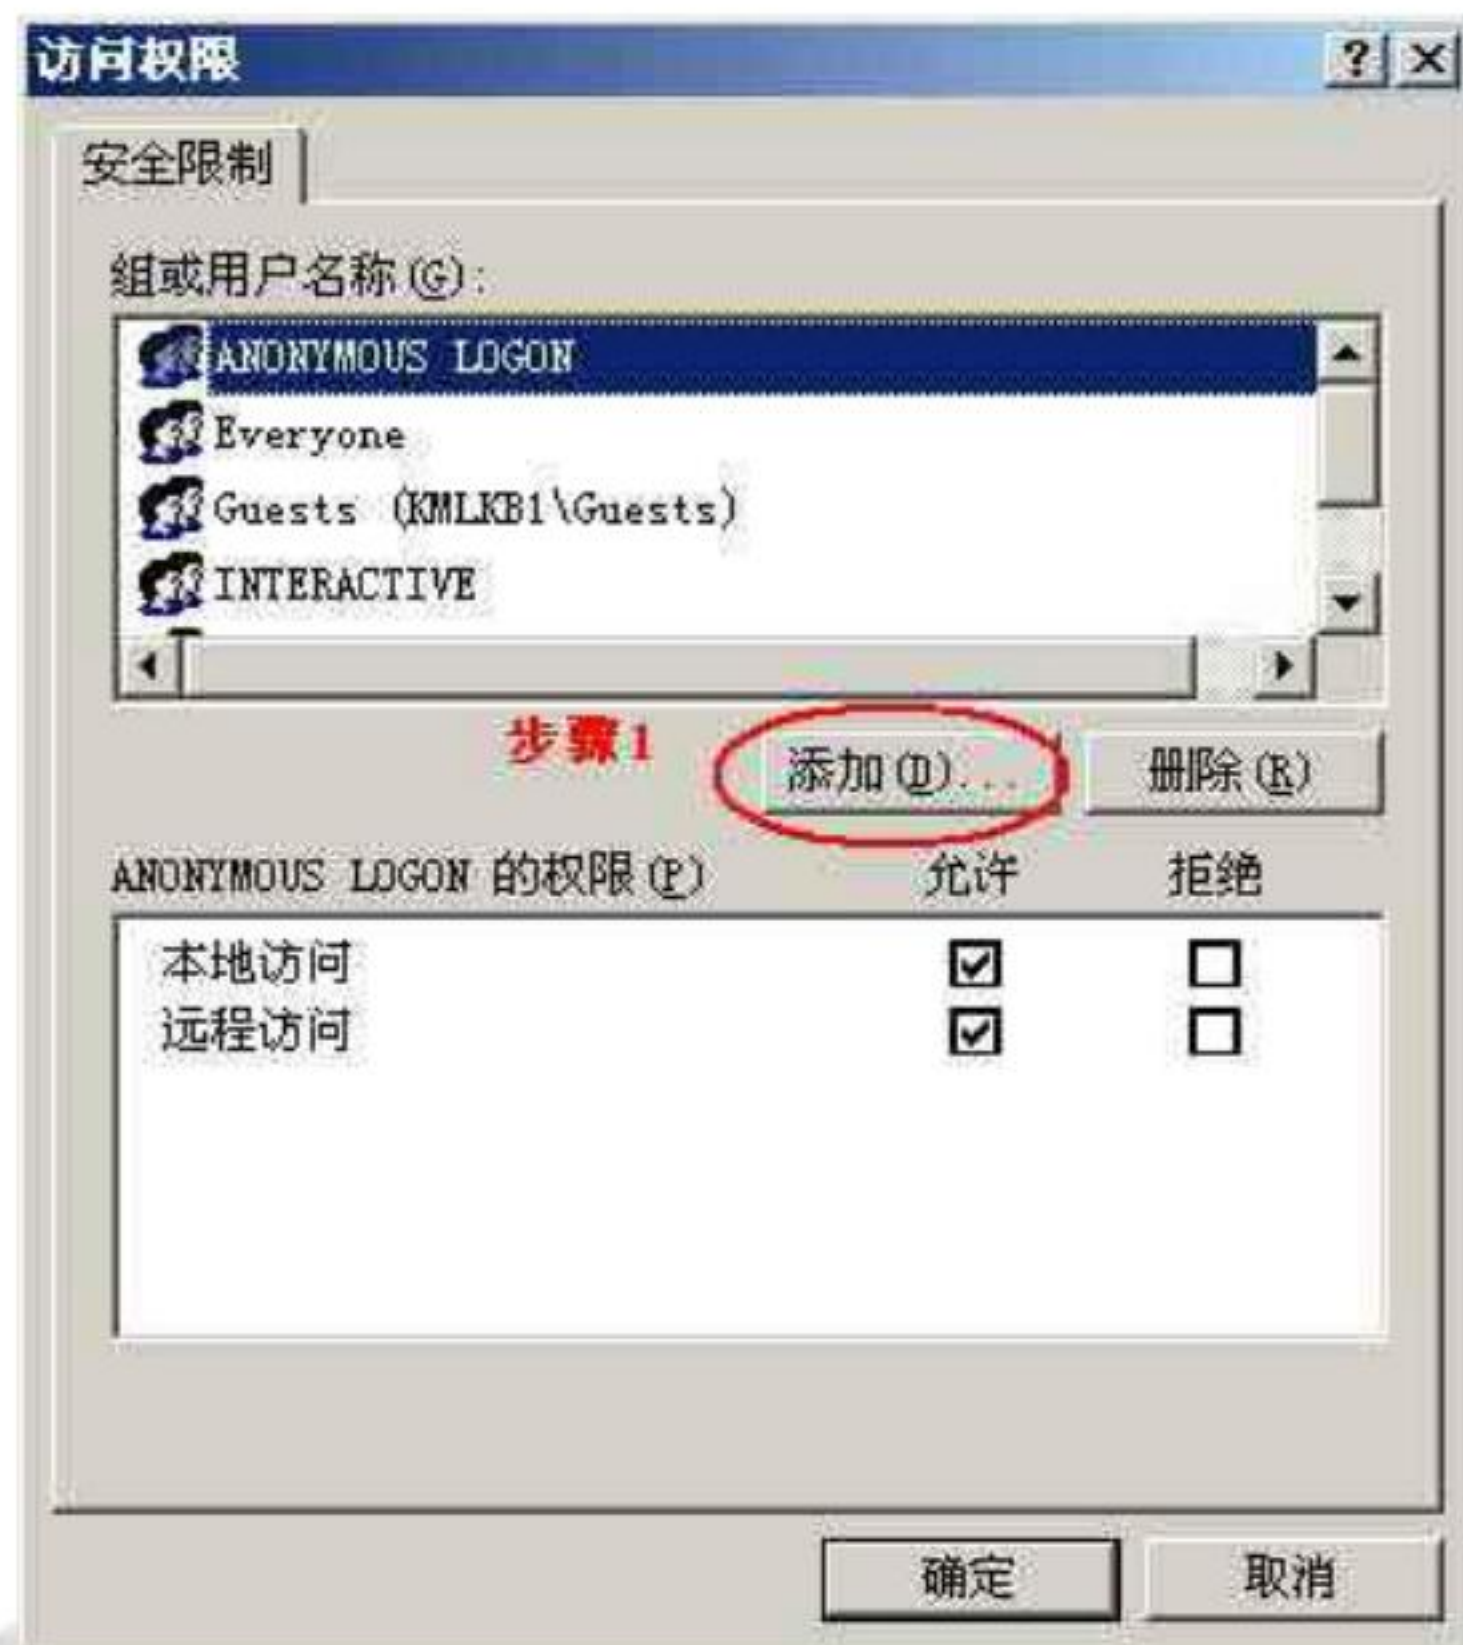 访问权限
安全限制
组或用户名称(G):
ANONYMOUS LOGON
Everyone
Guests (KMLKB1\Guests)
INTERACTIVE
步骤1 添加(D)... 册除(R)
ANONYMOUS LOGON 的权限(P) 允许 拒绝
本地访问
远程访问
确定 取消